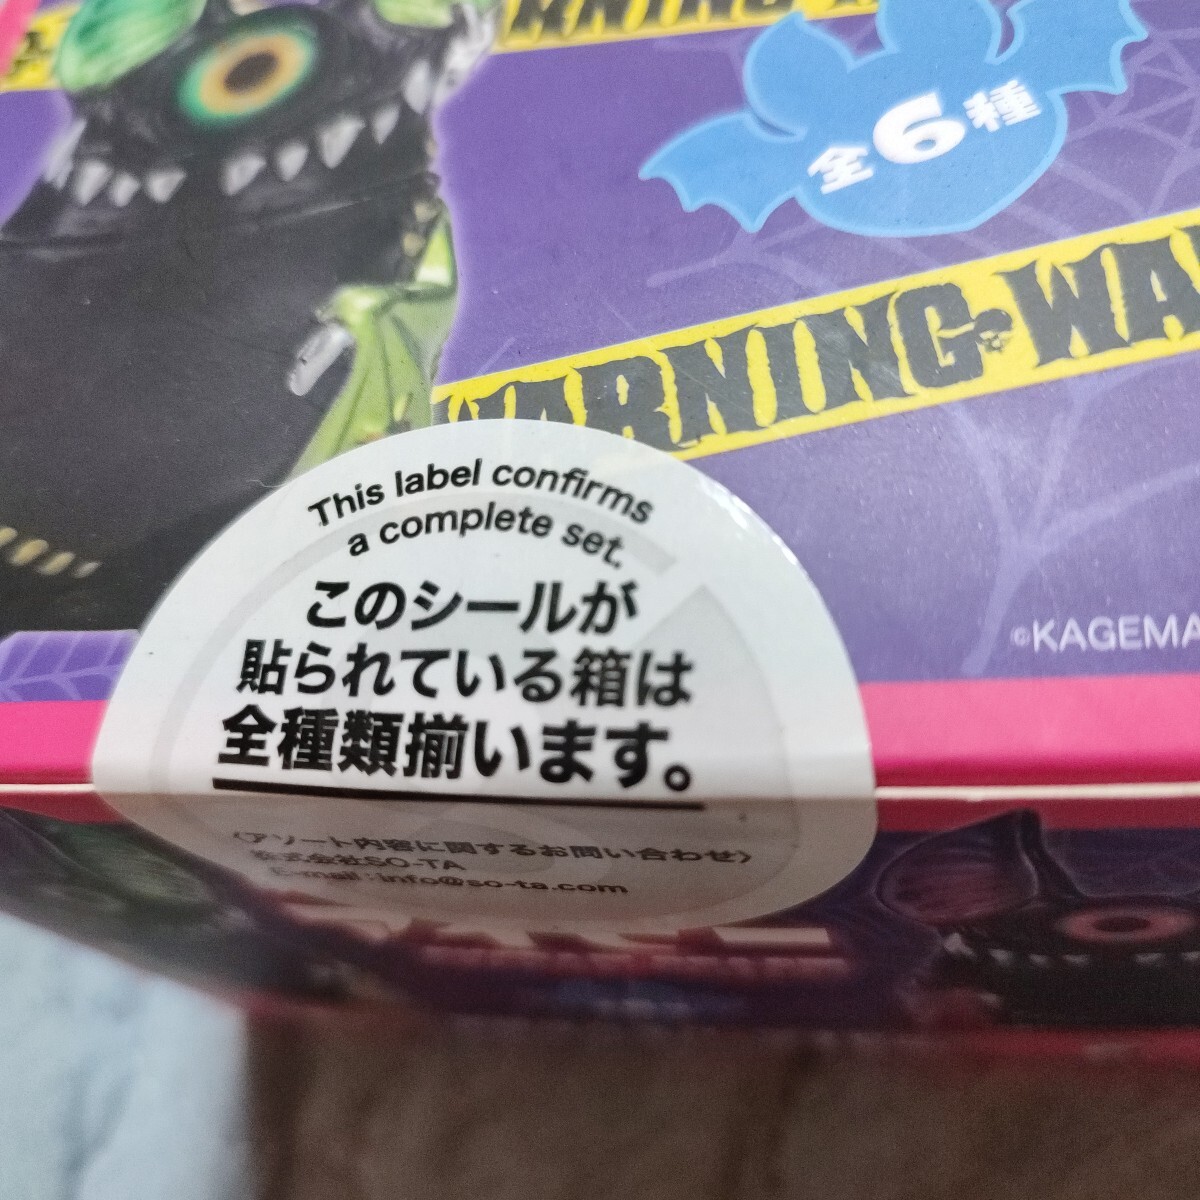 全6種
WARNING WA
This label confirms
a complete set.
このシールが
貼られている箱は
全種類揃います。
〈アソート内容に関するお問い合わせ〉
株式会社SO-TA
E-mail : info@so-ta.com
©KAGEMA